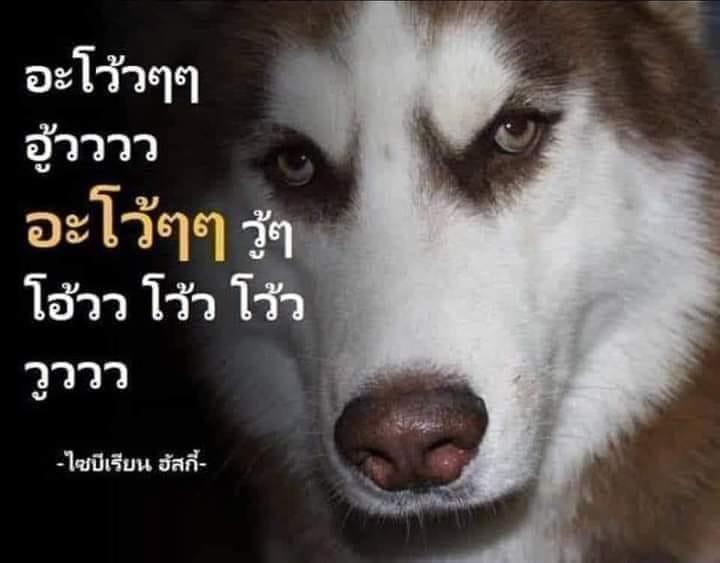 อะโว้วๆๆ
อู้วววว
อะโว้ๆๆ วู้ๆ
โอ้วว โว้ว โว้ว
วูววว
-ไซบีเรียน ฮัสกี้-